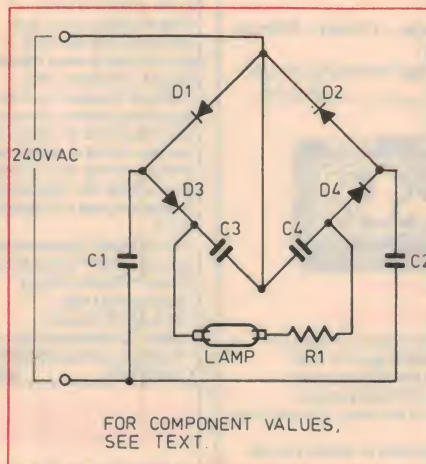 D1
D2
240VAC
D3
D4
C3
C4
C1
C2
LAMP
R1
FOR COMPONENT VALUES,
SEE TEXT.